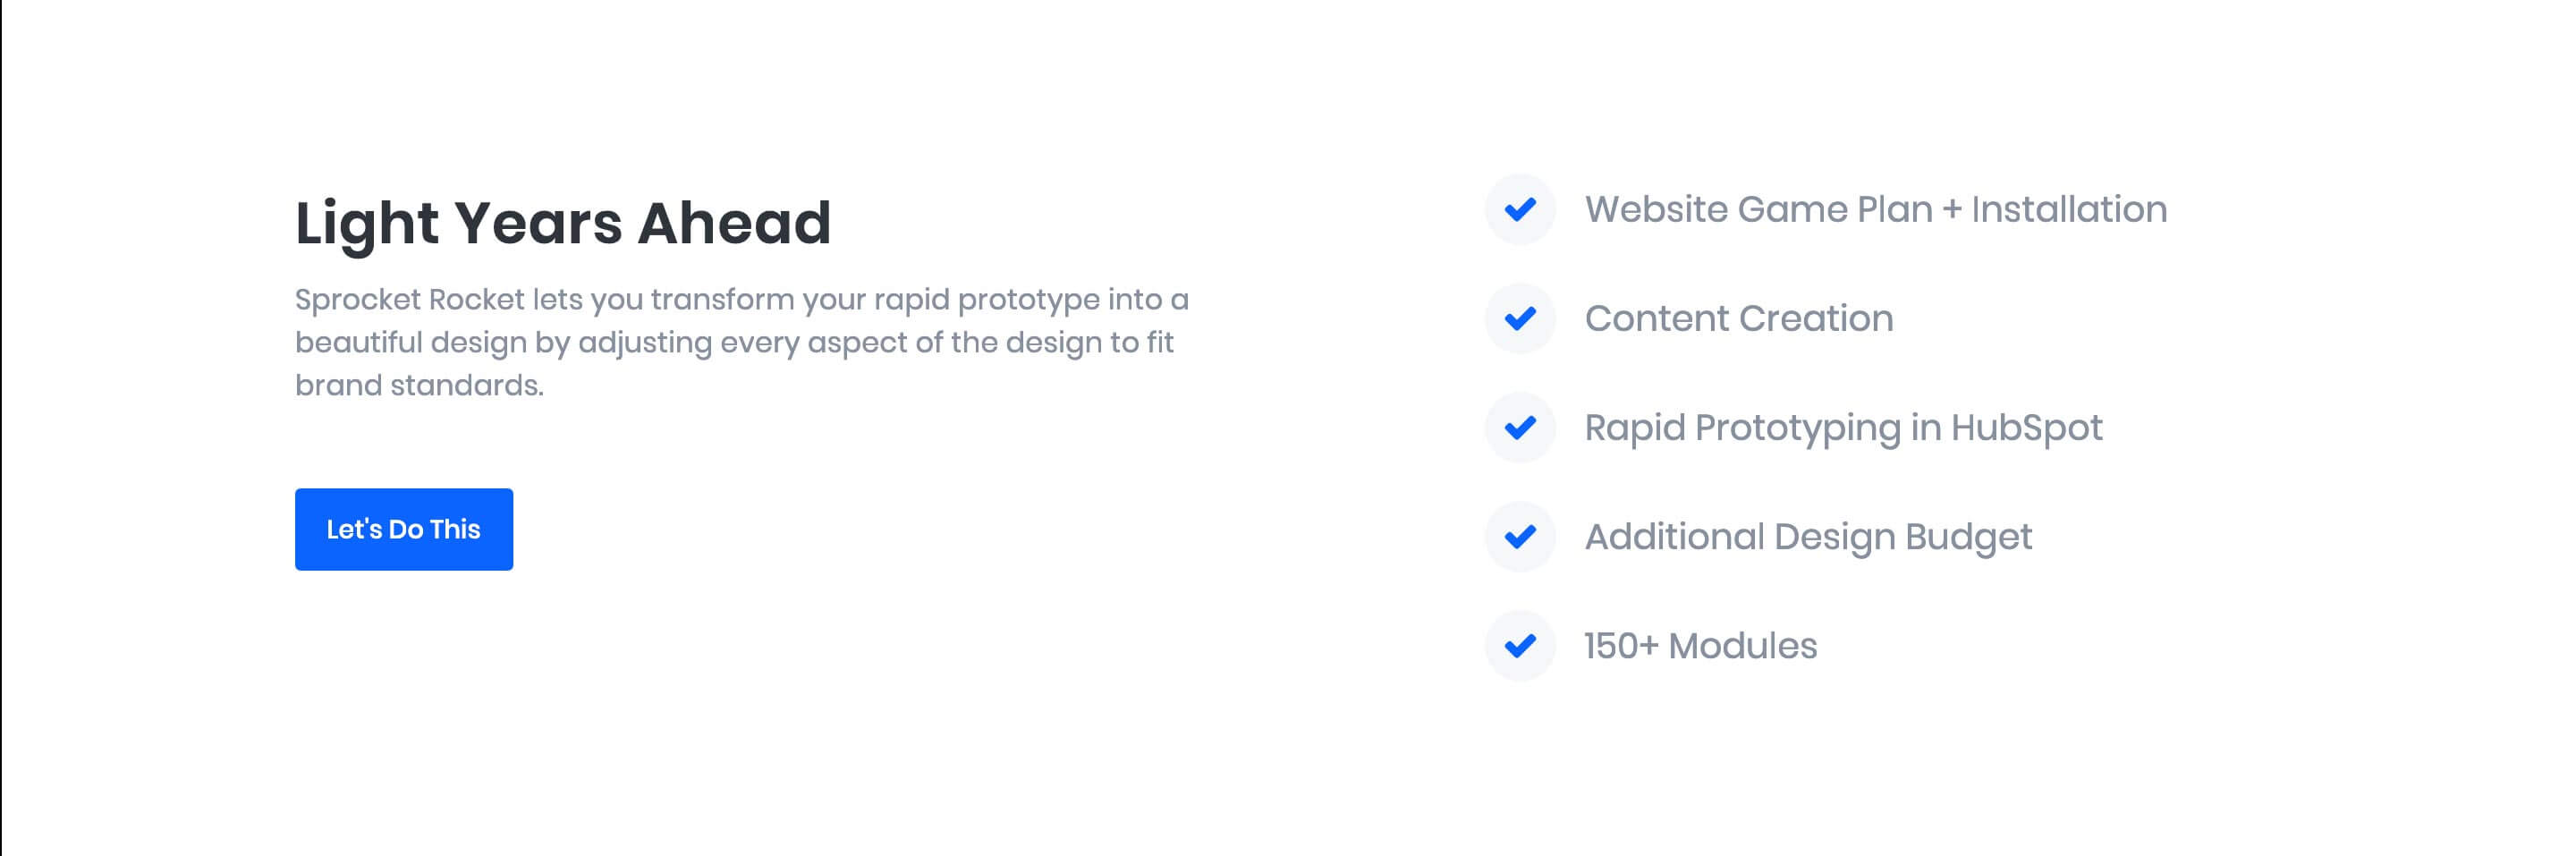 Light Years Ahead
Sprocket Rocket lets you transform your rapid prototype into a
beautiful design by adjusting every aspect of the design to fit
brand standards.
Let's Do This
Website Game Plan + Installation
Content Creation
Rapid Prototyping in HubSpot
Additional Design Budget
150+ Modules